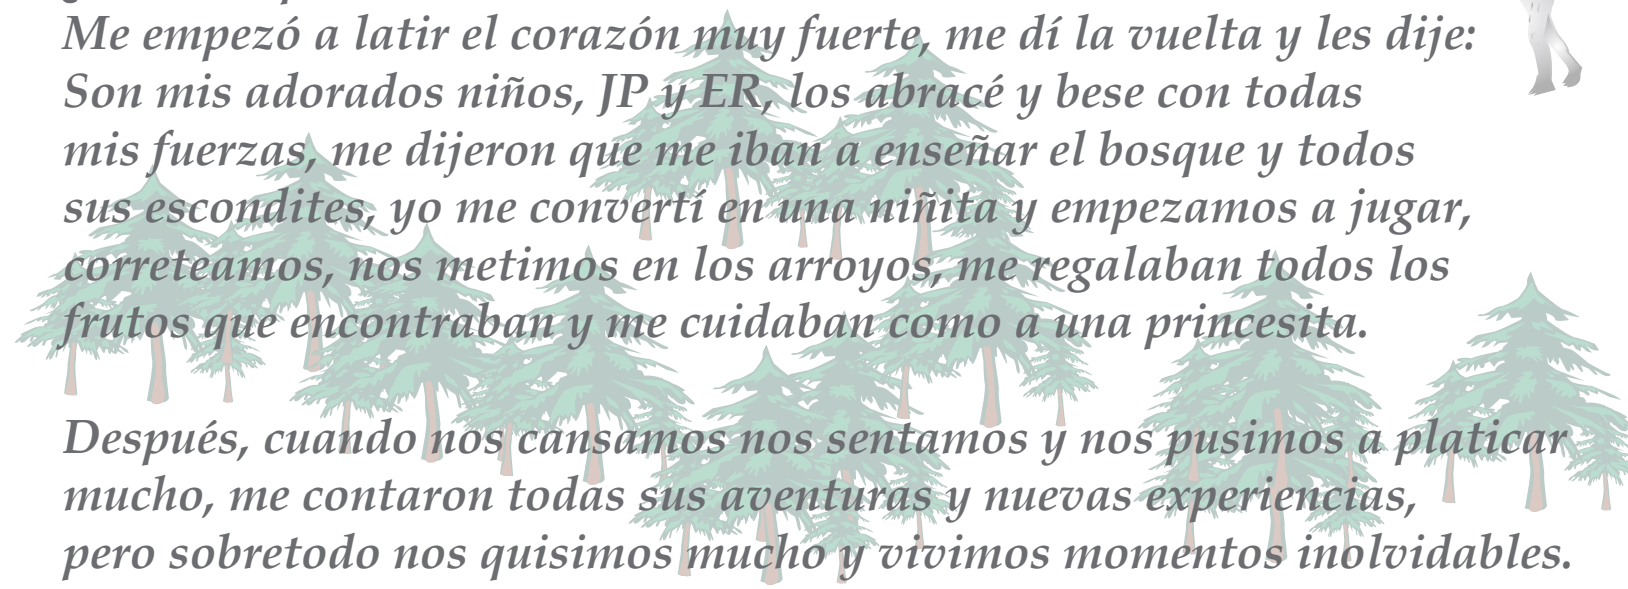 Me empezó a latir el corazón muy fuerte, me dí la vuelta y les dije:
Son mis adorados niños, JP y ER, los abracé y bese con todas
mis fuerzas, me dijeron que me iban a enseñar el bosque y todos
sus escondites, yo me convertí en una niñita y empezamos a jugar,
correteamos, nos metimos en los arroyos, me regalaban todos los
frutos que encontraban y me cuidaban como a una princesita.
Después, cuando nos cansamos nos sentamos y nos pusimos a platicar
mucho, me contaron todas sus aventuras y nuevas experiencias,
pero sobretodo nos quisimos mucho y vivimos momentos inolvidables.